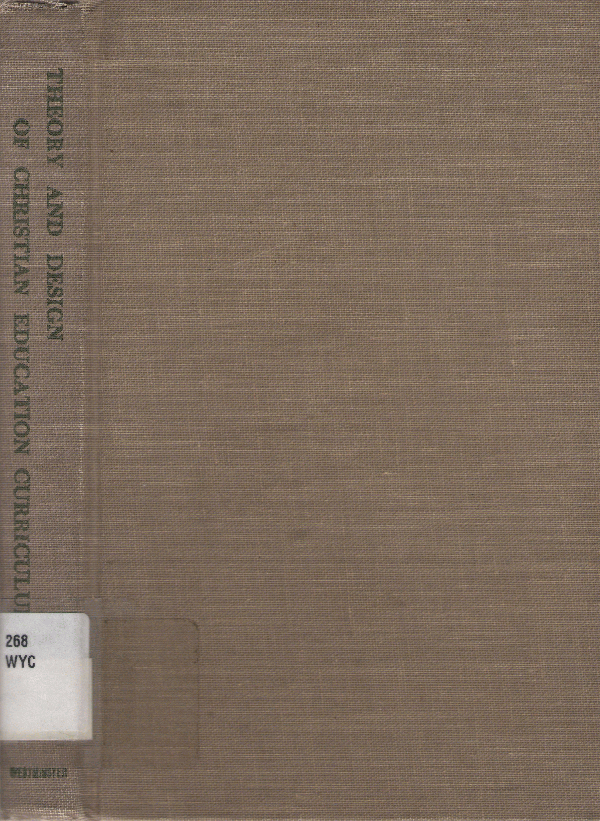 THEORY AND DESIGN
OF CHRISTIAN EDUCATION CURRICULU
268
WYC
WESTMINSTER